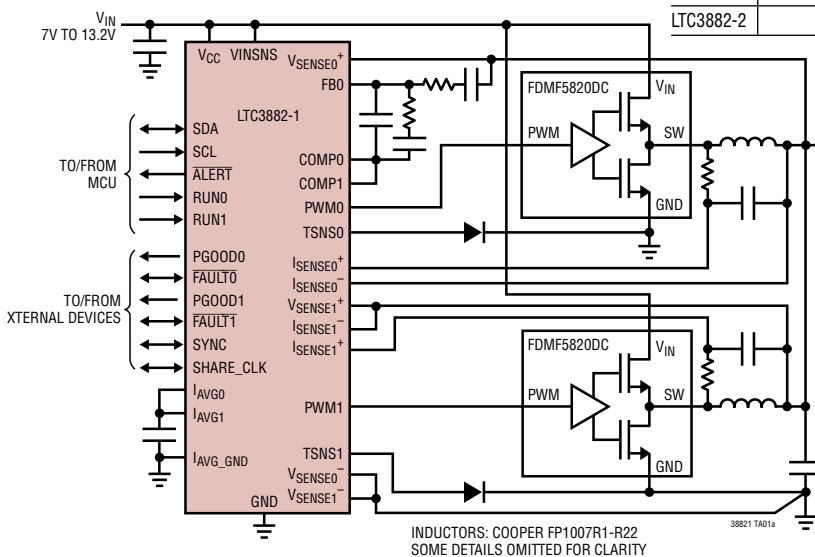 LTC3882-2
VIN
7V TO 13.2V
VCC
VINSNS
VSENSE0+
FB0
LTC3882-1
SDA
SCL
ALERT
RUN0
RUN1
TO/FROM
MCU
PGOOD0
FAULT0
PGOOD1
FAULT1
SYNC
SHARE_CLK
TO/FROM
XTERNAL DEVICES
IAVG0
IAVG1
IAVG_GND
GND
COMP0
COMP1
PWM0
TSNS0
ISENSE0+
ISENSE0–
VSENSE1+
ISENSE1–
ISENSE1+
PWM1
TSNS1
VSENSE0–
VSENSE1–
FDMF5820DC
VIN
PWM
SW
GND
FDMF5820DC
VIN
PWM
SW
GND
38821 TA01a
INDUCTORS: COOPER FP1007R1-R22
SOME DETAILS OMITTED FOR CLARITY